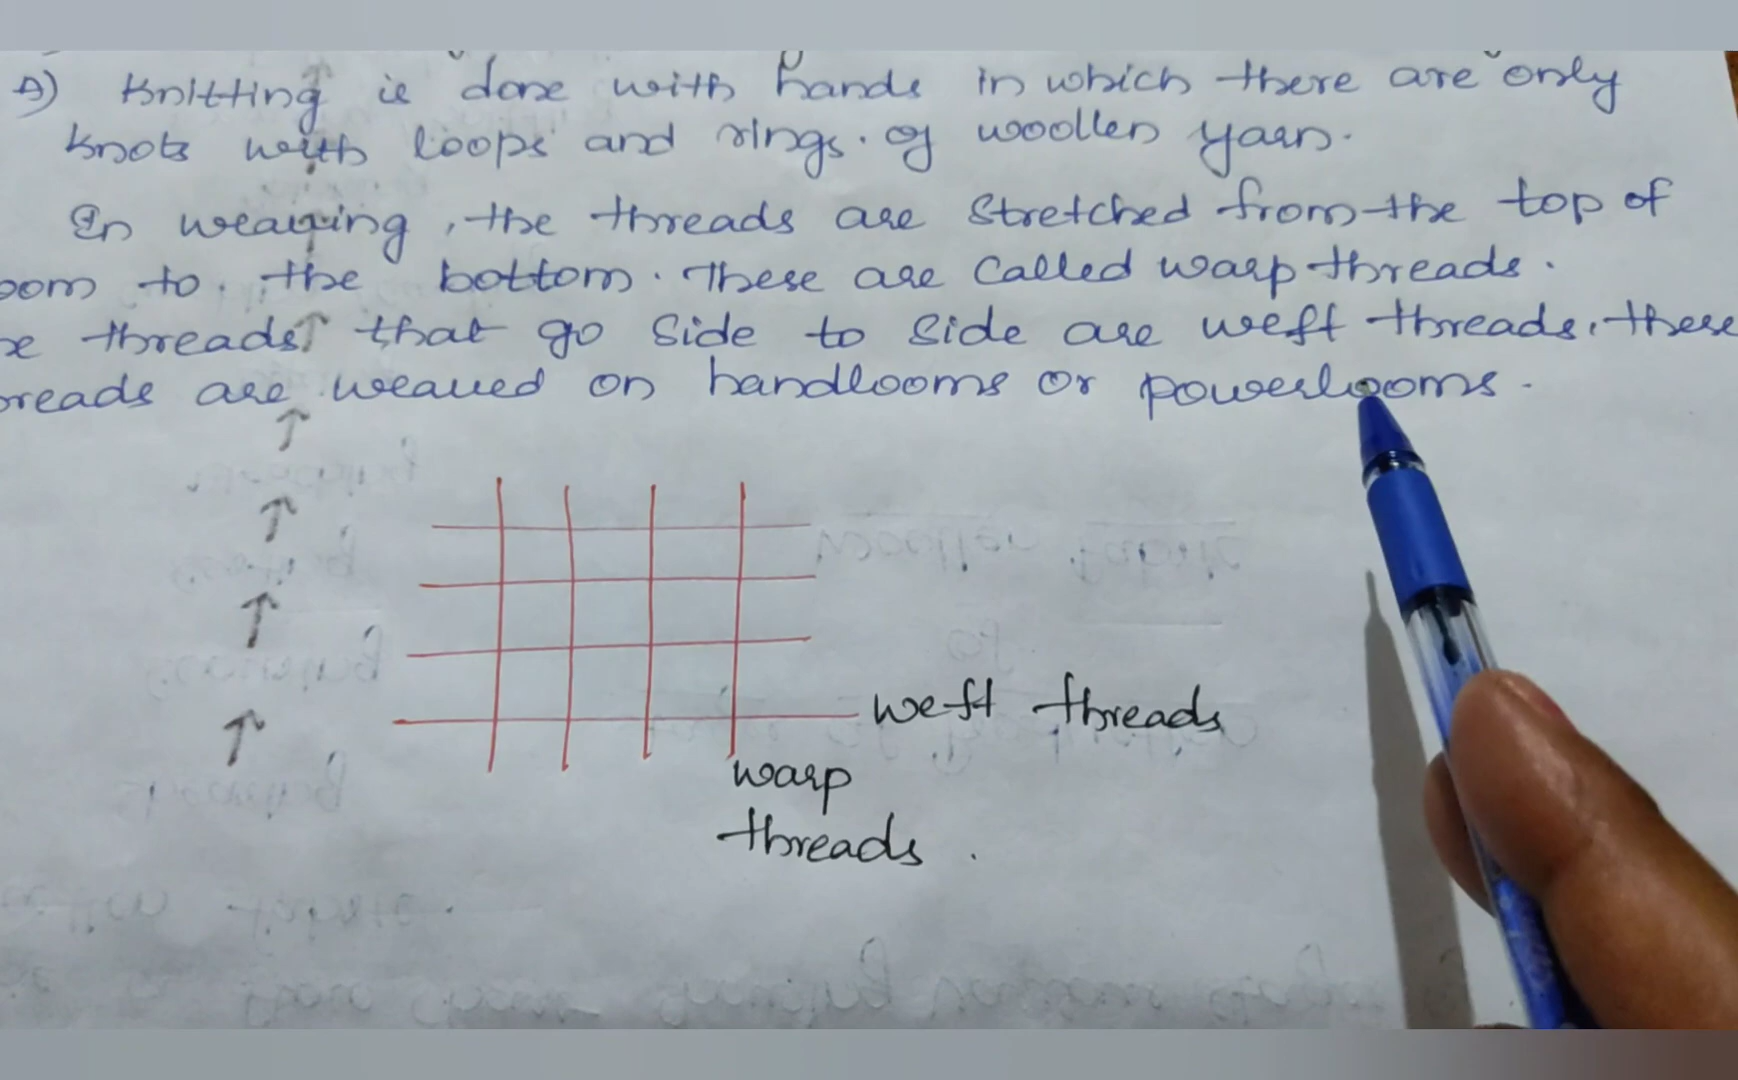 A) Knitting is done with hands in which there are only
knots with loops and rings. of woollen yarn.
In weaving, the threads are stretched from the top of
oom to. the bottom. These are called warp threads.
e threads that go side to side are weft threads. these
reads are weaved on handlooms or powerlooms.
weft threads
warp
threads.